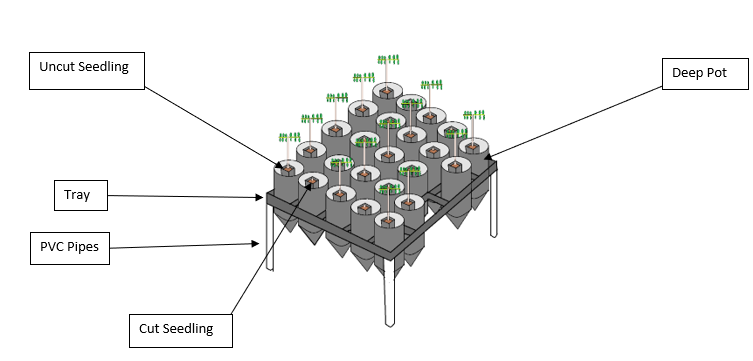 Uncut Seedling
Deep Pot
Tray
PVC Pipes
Cut Seedling